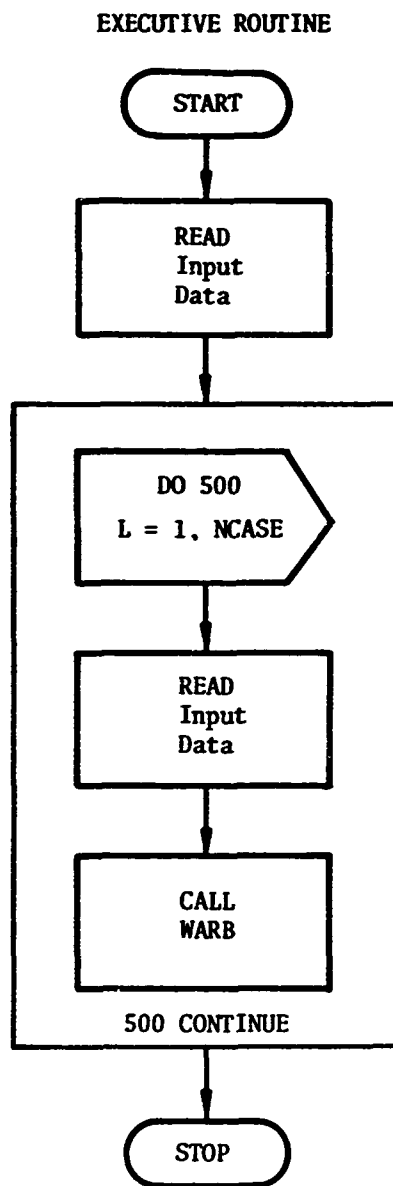 EXECUTIVE ROUTINE
START
READ
Input
Data
DO 500
L = 1, NCASE
READ
Input
Data
CALL
WARB
500 CONTINUE
STOP